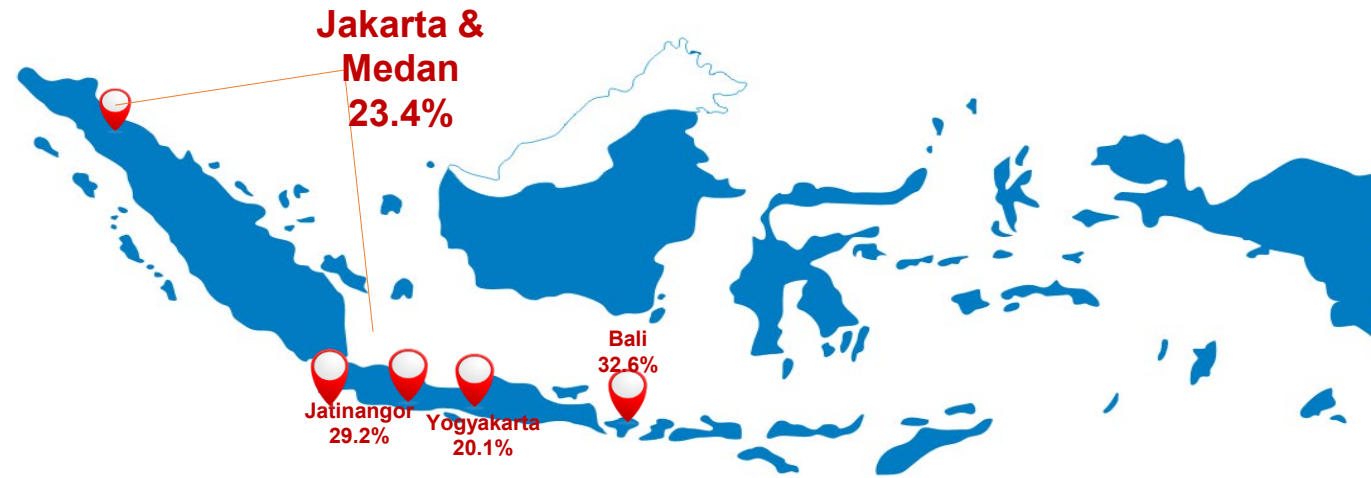 Jakarta &
Medan
23.4%
Bali
32.6%
Jatinangor
29.2%
Yogyakarta
20.1%